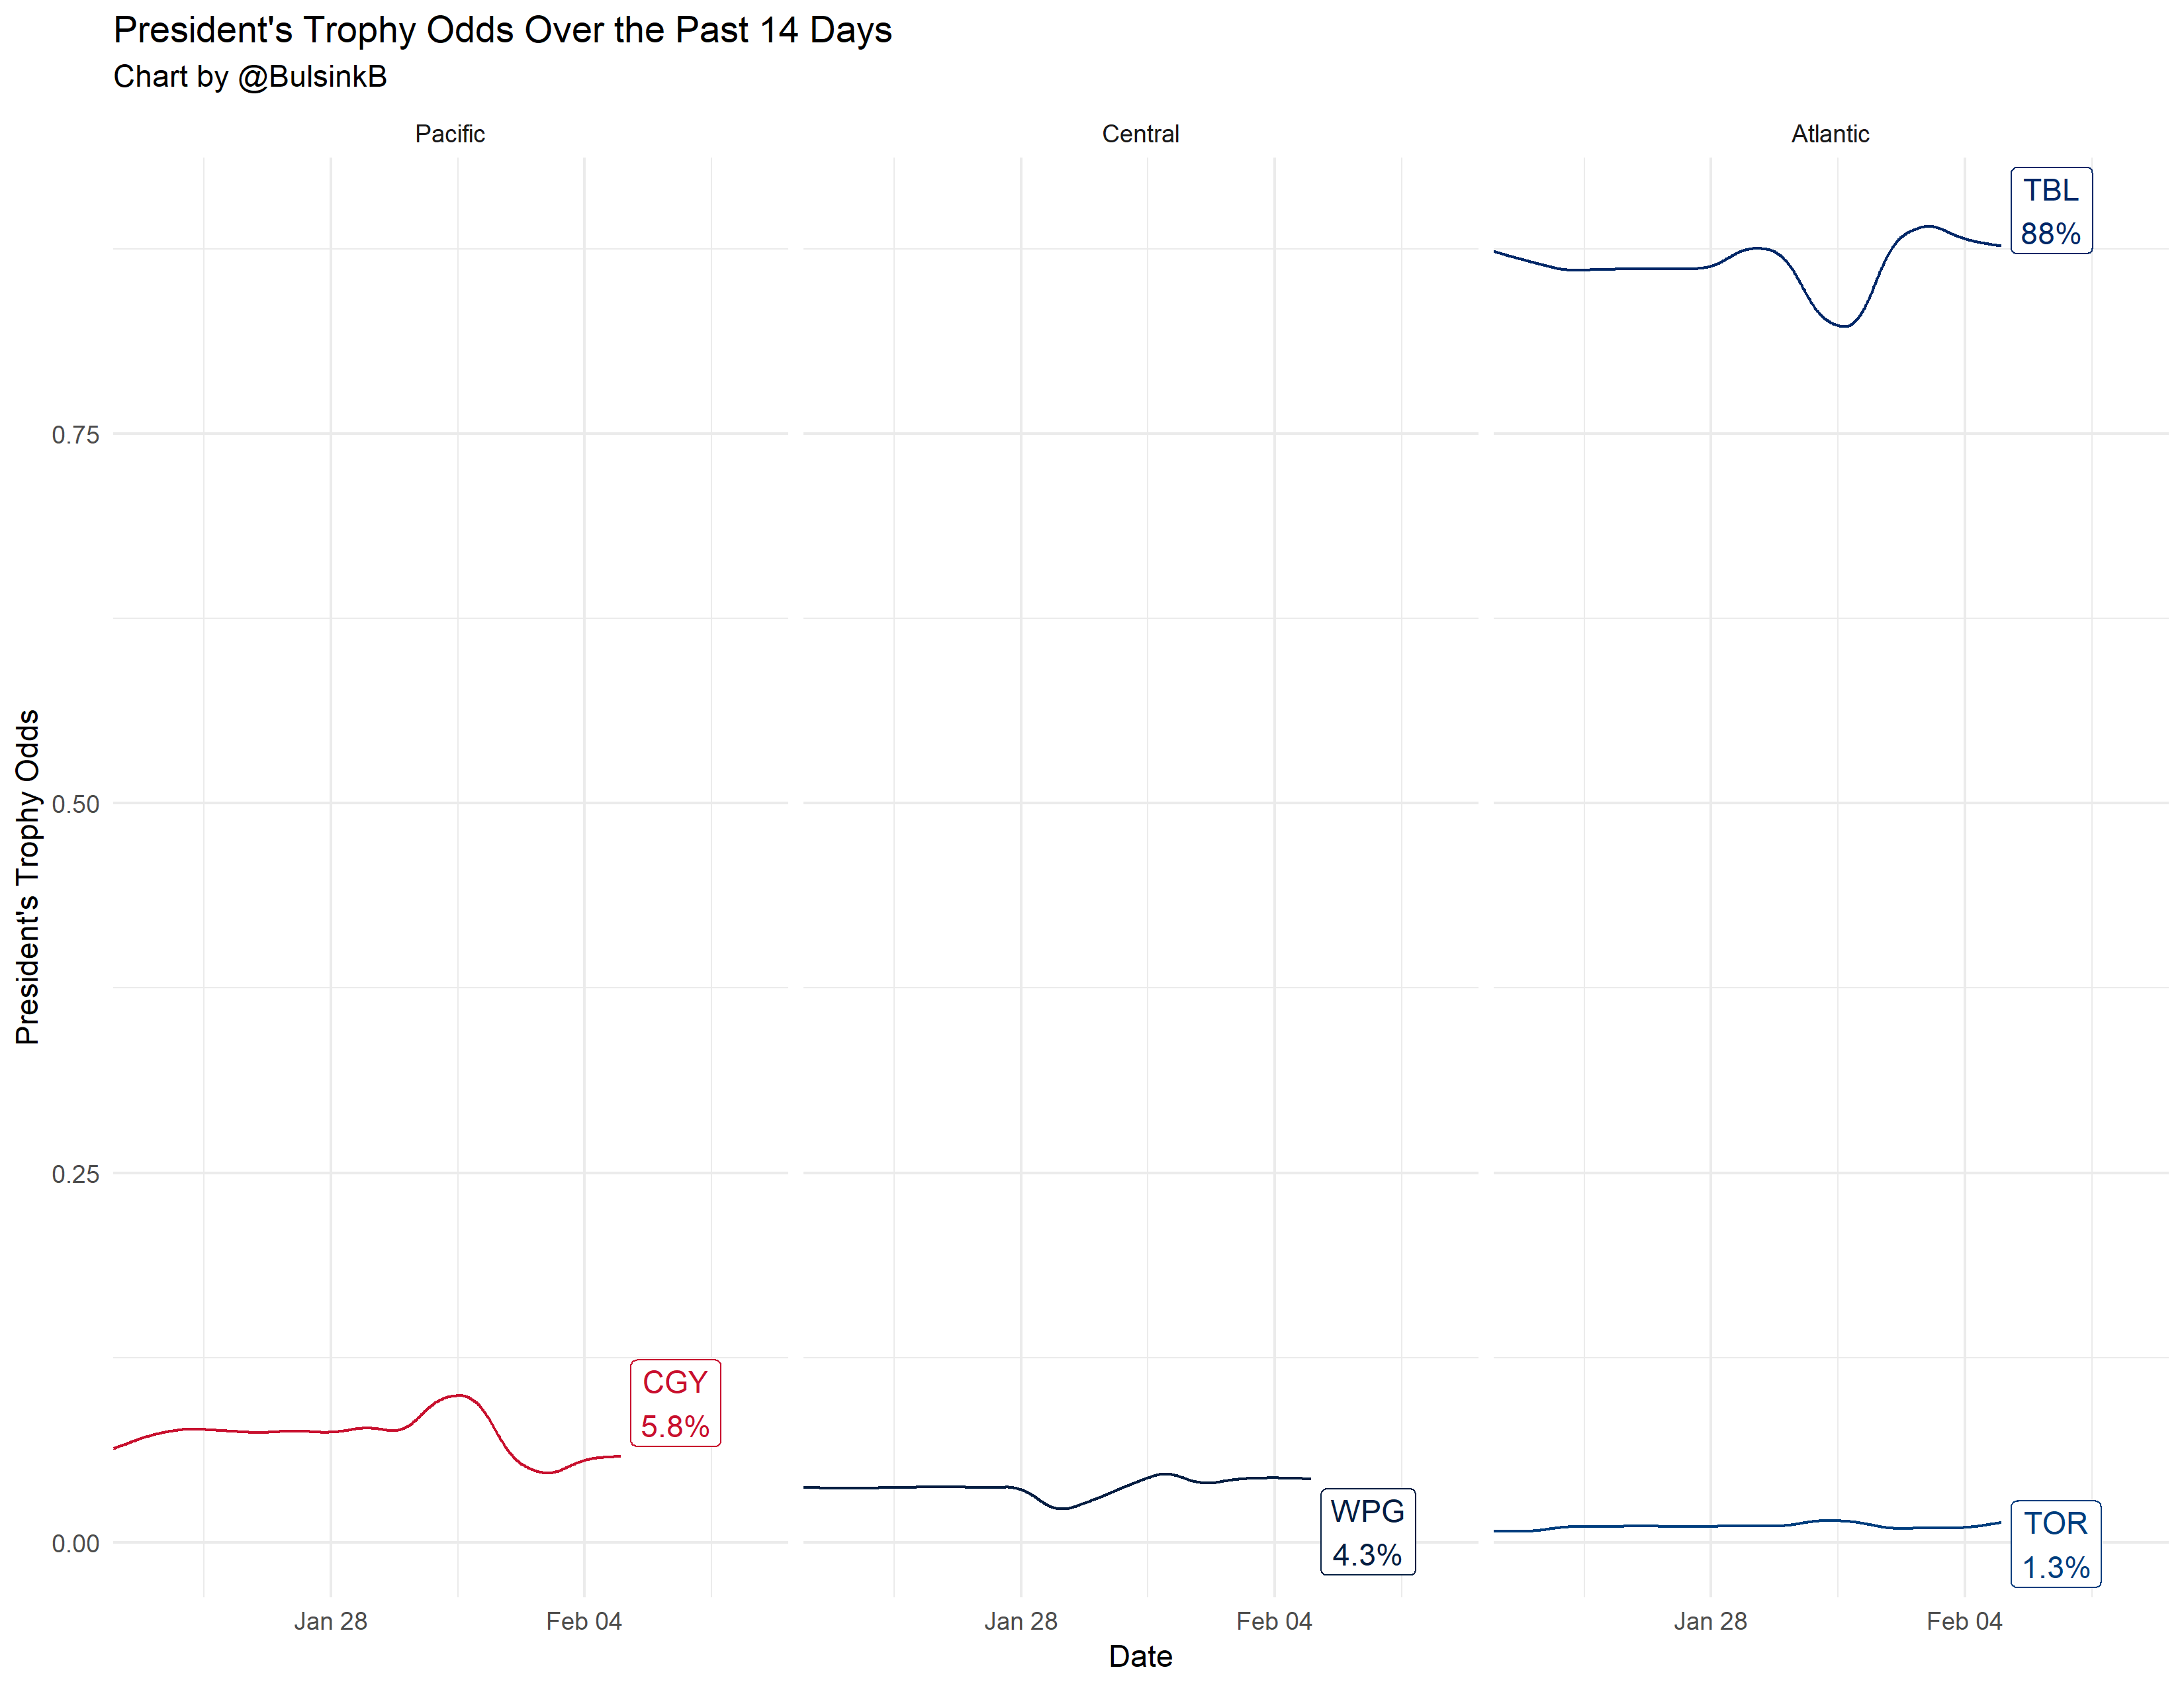 President's Trophy Odds Over the Past 14 Days
Chart by @BulsinkB
Pacific
Central
Atlantic
TBL
88%
0.75
0.50
0.25
0.00
President's Trophy Odds
CGY
5.8%
WPG
4.3%
TOR
1.3%
Jan 28
Feb 04
Jan 28
Feb 04
Jan 28
Feb 04
Date